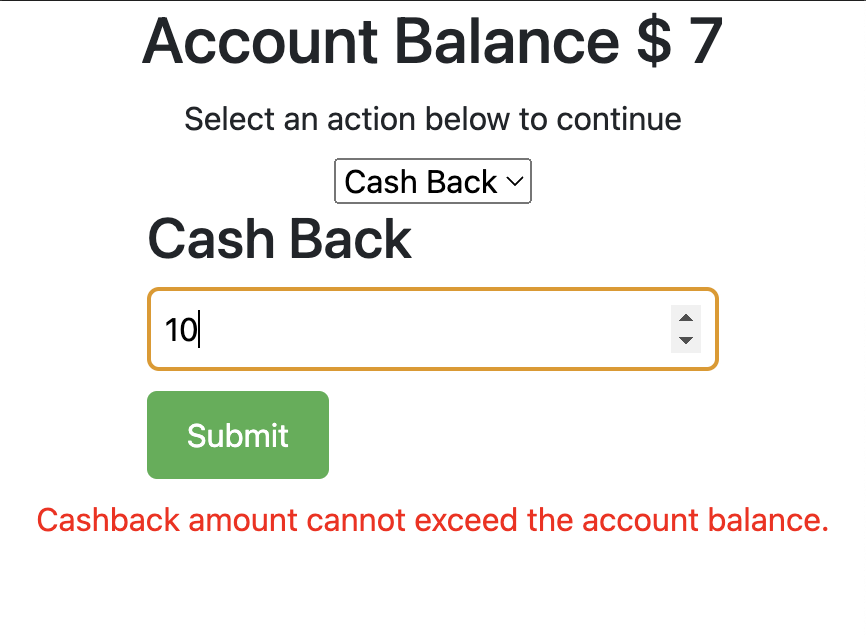 Account Balance $ 7
Select an action below to continue
Cash Back
Cash Back
10
Submit
Cashback amount cannot exceed the account balance.